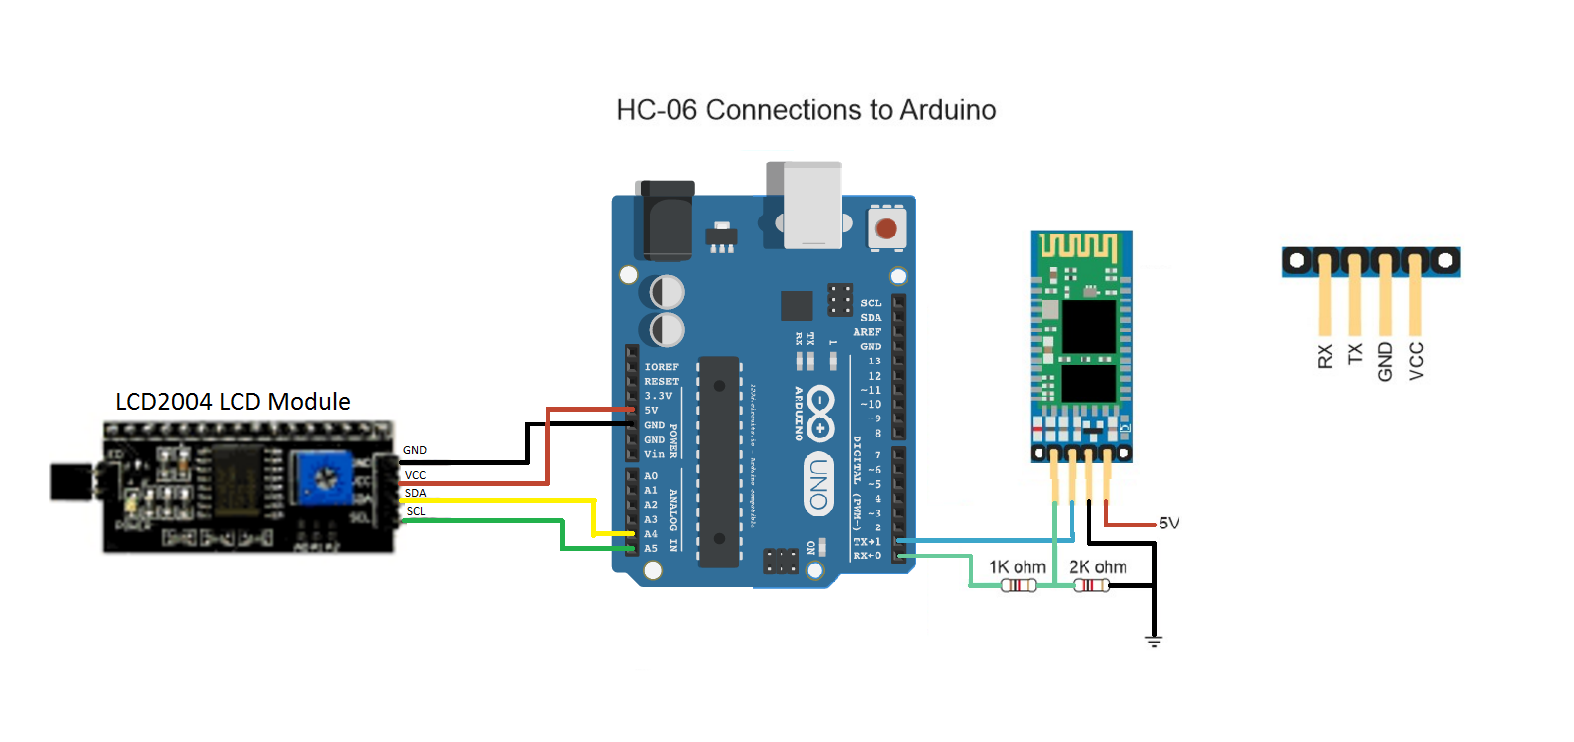 HC-06 Connections to Arduino
LCD2004 LCD Module
GND
VCC
SDA
SCL
IOREF
RESET
3.3V
5V
GND
GND
Vin
POWER
A0
A1
A2
A3
A4
A5
ANALOG IN
RX
TX
L
ARDUINO
UNO
ON
SCL
SDA
AREF
GND
13
12
~11
~10
~9
8
7
~6
~5
4
~3
2
TX→1
RX←0
DIGITAL (PWM~)
1K ohm
2K ohm
5V
RX
TX
GND
VCC